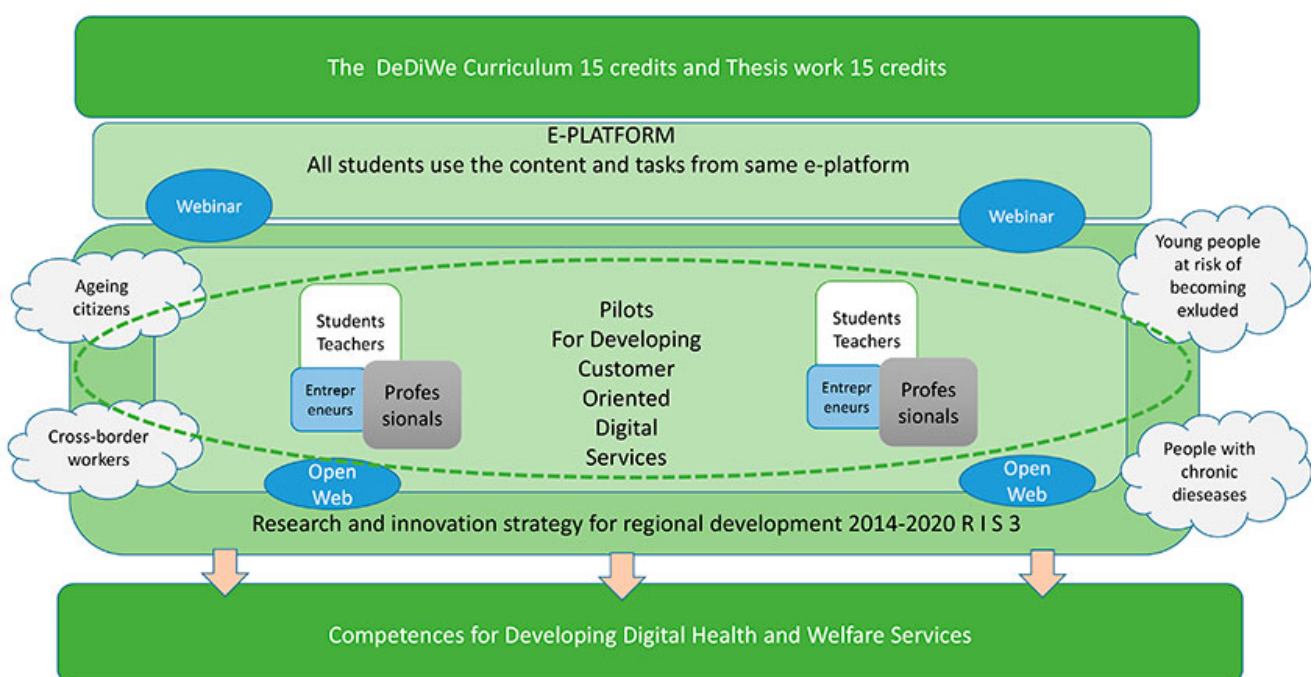 The DeDiWe Curriculum 15 credits and Thesis work 15 credits
E-PLATFORM
All students use the content and tasks from same e-platform
Webinar
Webinar
Ageing
citizens
Young people
at risk of
becoming
exluded
Students
Teachers
Entrepr
eneurs
Profes
sionals
Pilots
For Developing
Customer
Oriented
Digital
Services
Students
Teachers
Entrepr
eneurs
Profes
sionals
Cross-border
workers
People with
chronic
dieseases
Open
Web
Open
Web
Research and innovation strategy for regional development 2014-2020 R I S 3
Competences for Developing Digital Health and Welfare Services